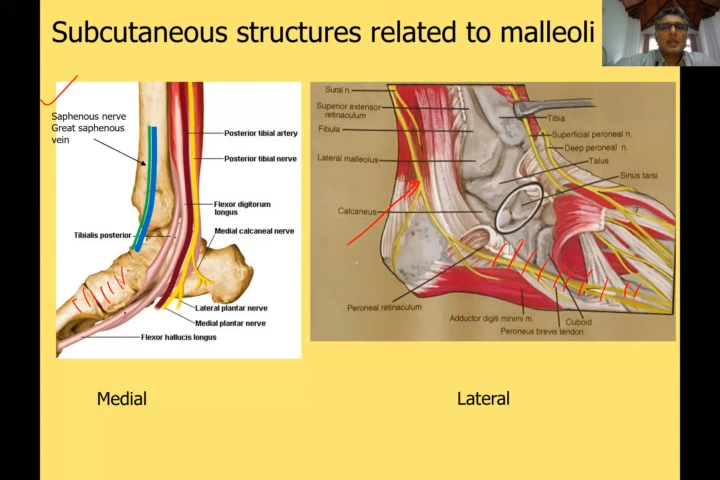 Subcutaneous structures related to malleoli
Saphenous nerve
Great saphenous
vein
Posterior tibial artery
Posterior tibial nerve
Flexor digitorum
longus
Medial calcaneal nerve
Tibialis posterior
Lateral plantar nerve
Medial plantar nerve
Flexor hallucis longus
Sural n.
Superior extensor
retinaculum
Fibula
Lateral malleolus
Calcaneus
Tibia
Superficial peroneal n.
Deep peroneal n.
Talus
Sinus tarsi
Peroneal retinaculum
Adductor digiti minimi m.
Cuboid
Peroneus brevis tendon
Medial
Lateral